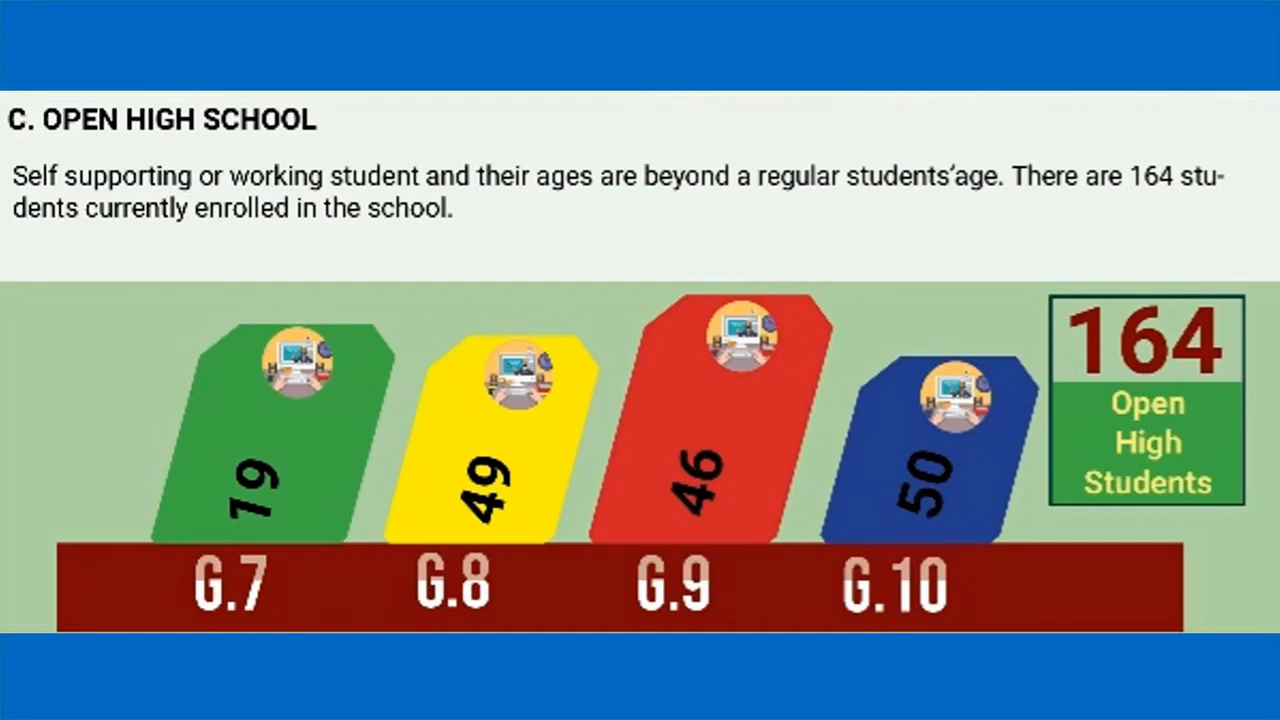 C. OPEN HIGH SCHOOL
Self supporting or working student and their ages are beyond a regular students'age. There are 164 stu-
dents currently enrolled in the school.
164
Open
High
Students
19
49
46
50
G.7
G.8
G.9
G.10